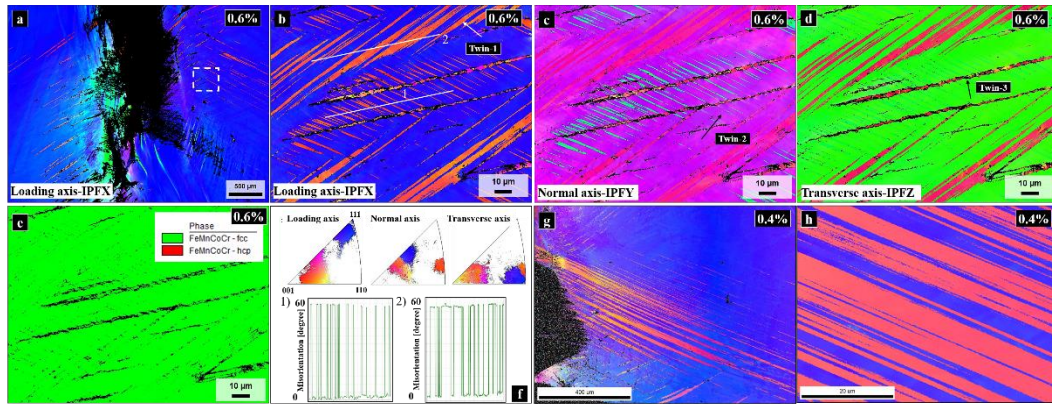 a
0.6%
Loading axis-IPFX
500 µm
b
0.6%
2
Twin-1
Loading axis-IPFX
10 µm
c
0.6%
Twin-2
Normal axis-IPFY
10 µm
d
0.6%
Twin-3
Transverse axis-IPFZ
10 µm
e
0.6%
Phase
FeMnCoCr - fcc
FeMnCoCr - hcp
10 µm
Loading axis
Normal axis
Transverse axis
111
001
110
1)
60
Misorientation [degree]
0
2)
60
Misorientation [degree]
0
f
g
0.4%
400 µm
h
0.4%
20 µm